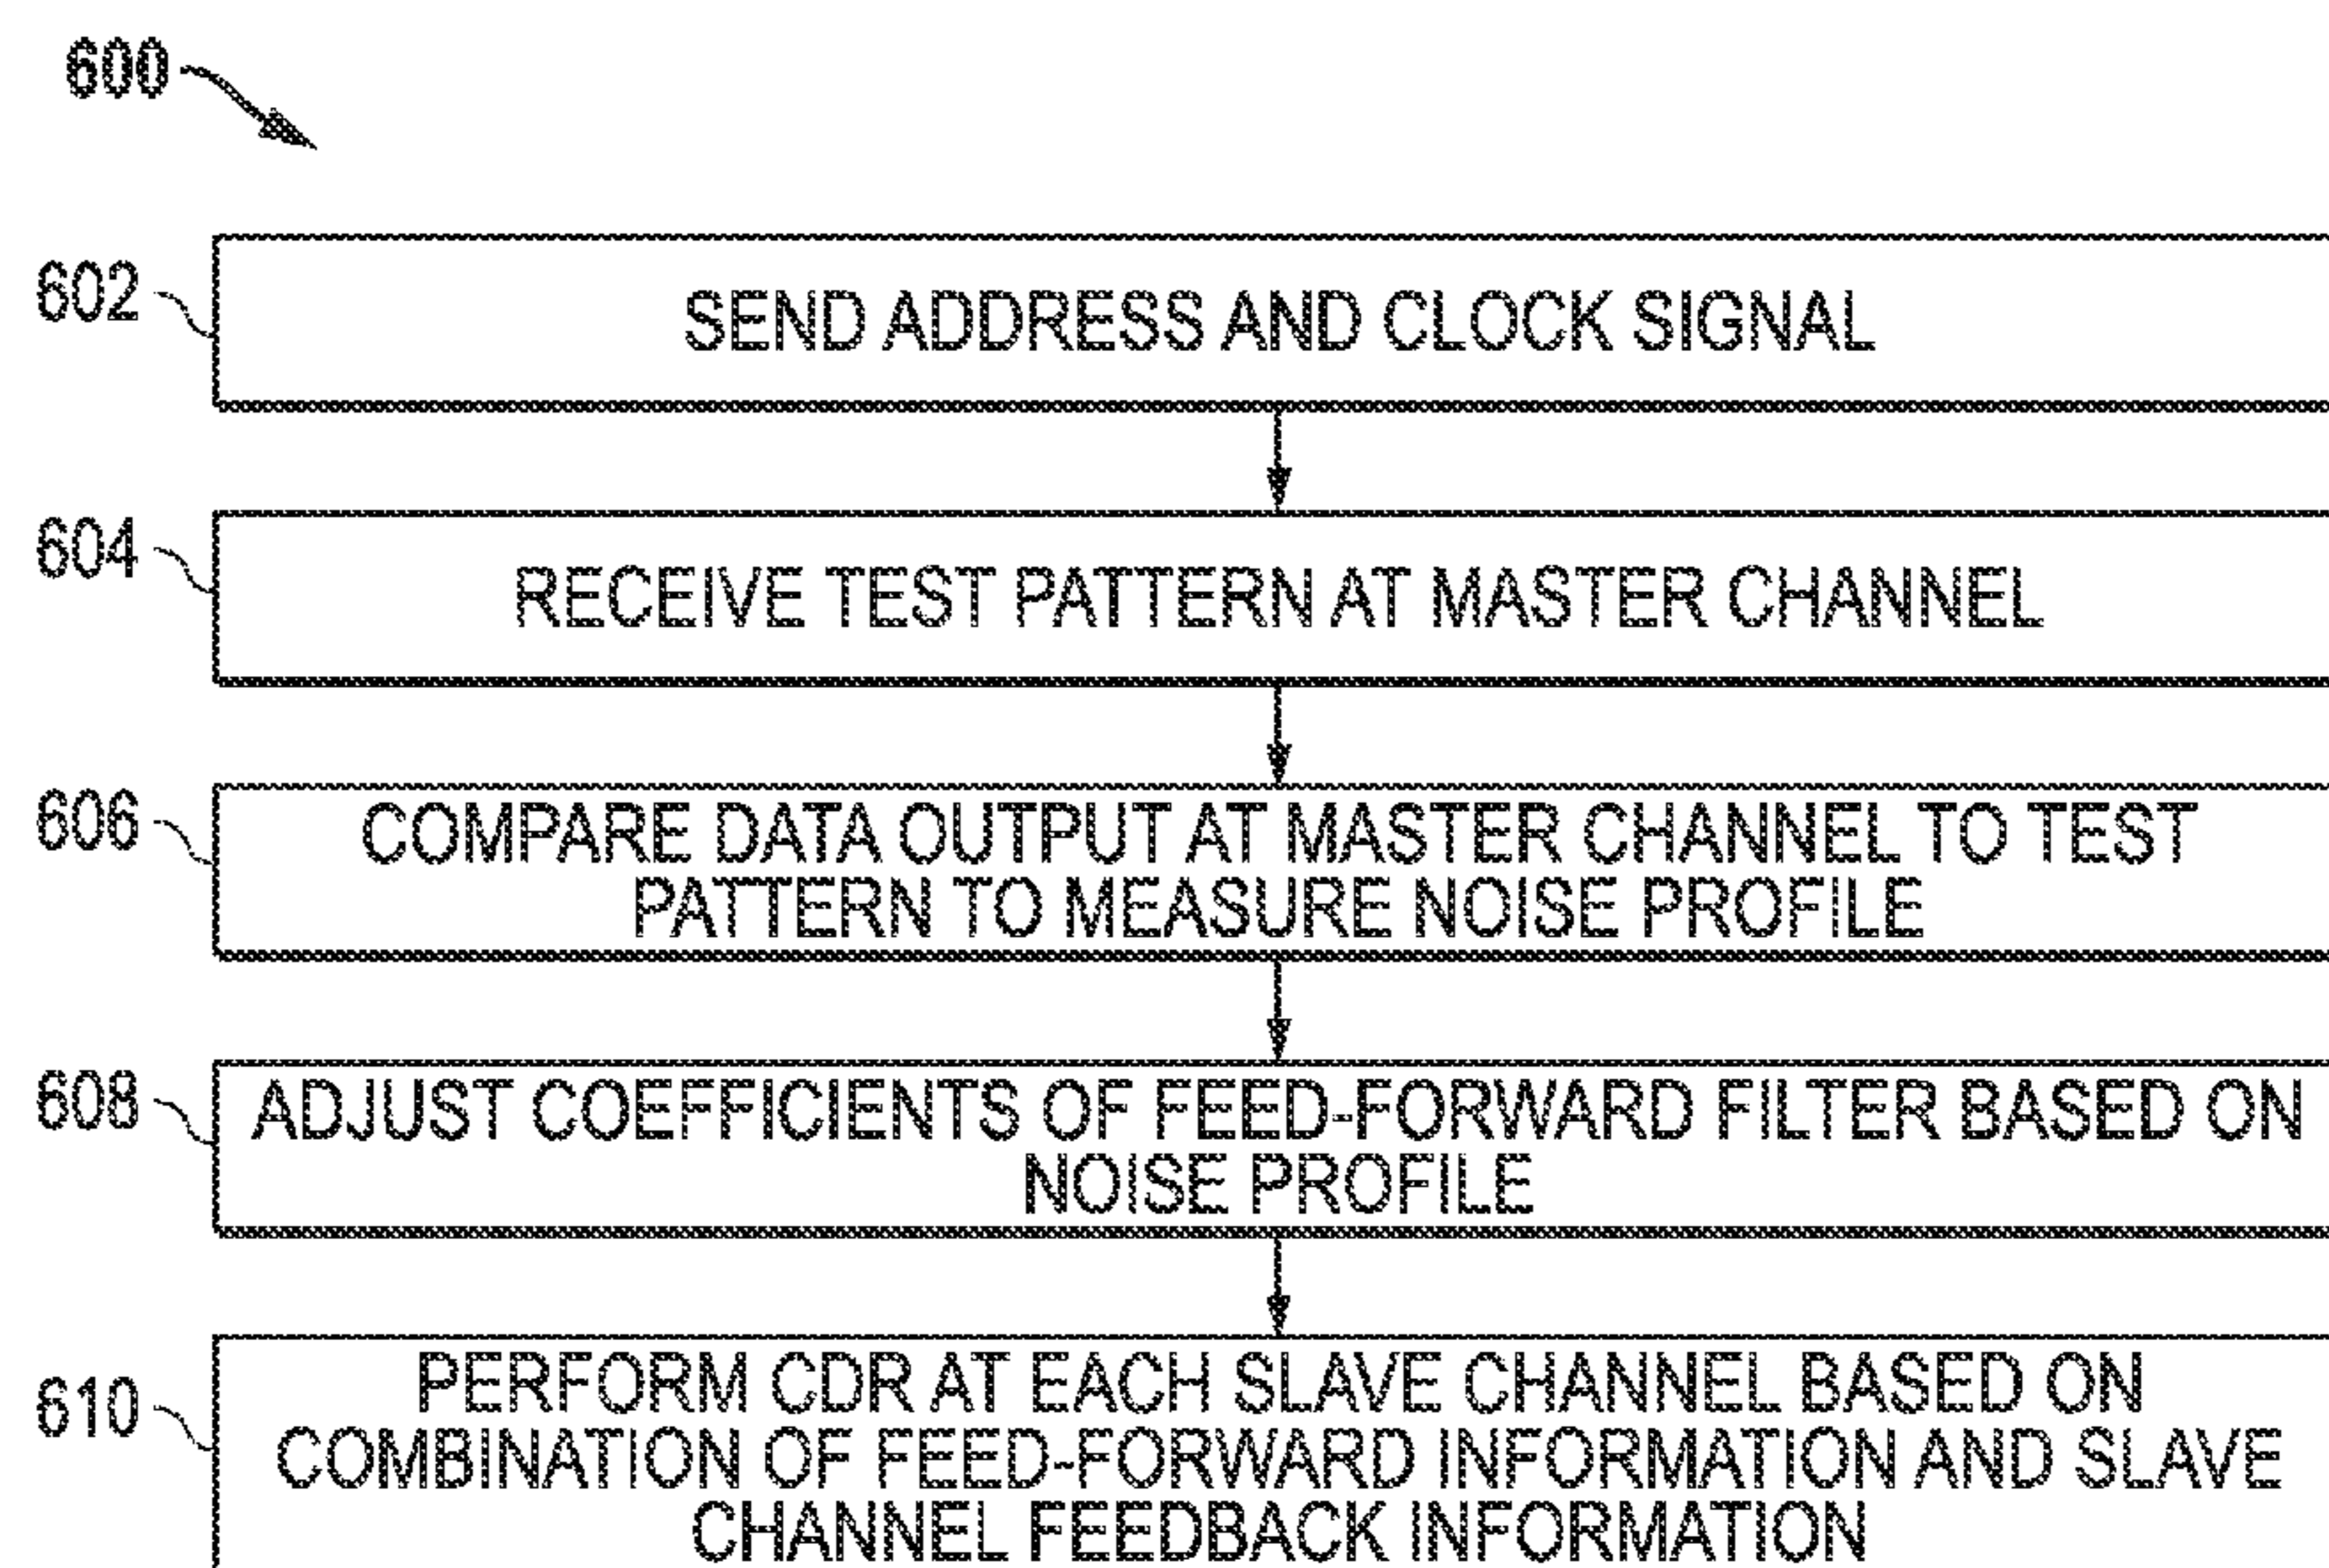 600
602
SEND ADDRESS AND CLOCK SIGNAL
604
RECEIVE TEST PATTERN AT MASTER CHANNEL
606
COMPARE DATA OUTPUT AT MASTER CHANNEL TO TEST
PATTERN TO MEASURE NOISE PROFILE
608
ADJUST COEFFICIENTS OF FEED-FORWARD FILTER BASED ON
NOISE PROFILE
610
PERFORM CDR AT EACH SLAVE CHANNEL BASED ON
COMBINATION OF FEED-FORWARD INFORMATION AND SLAVE
CHANNEL FEEDBACK INFORMATION